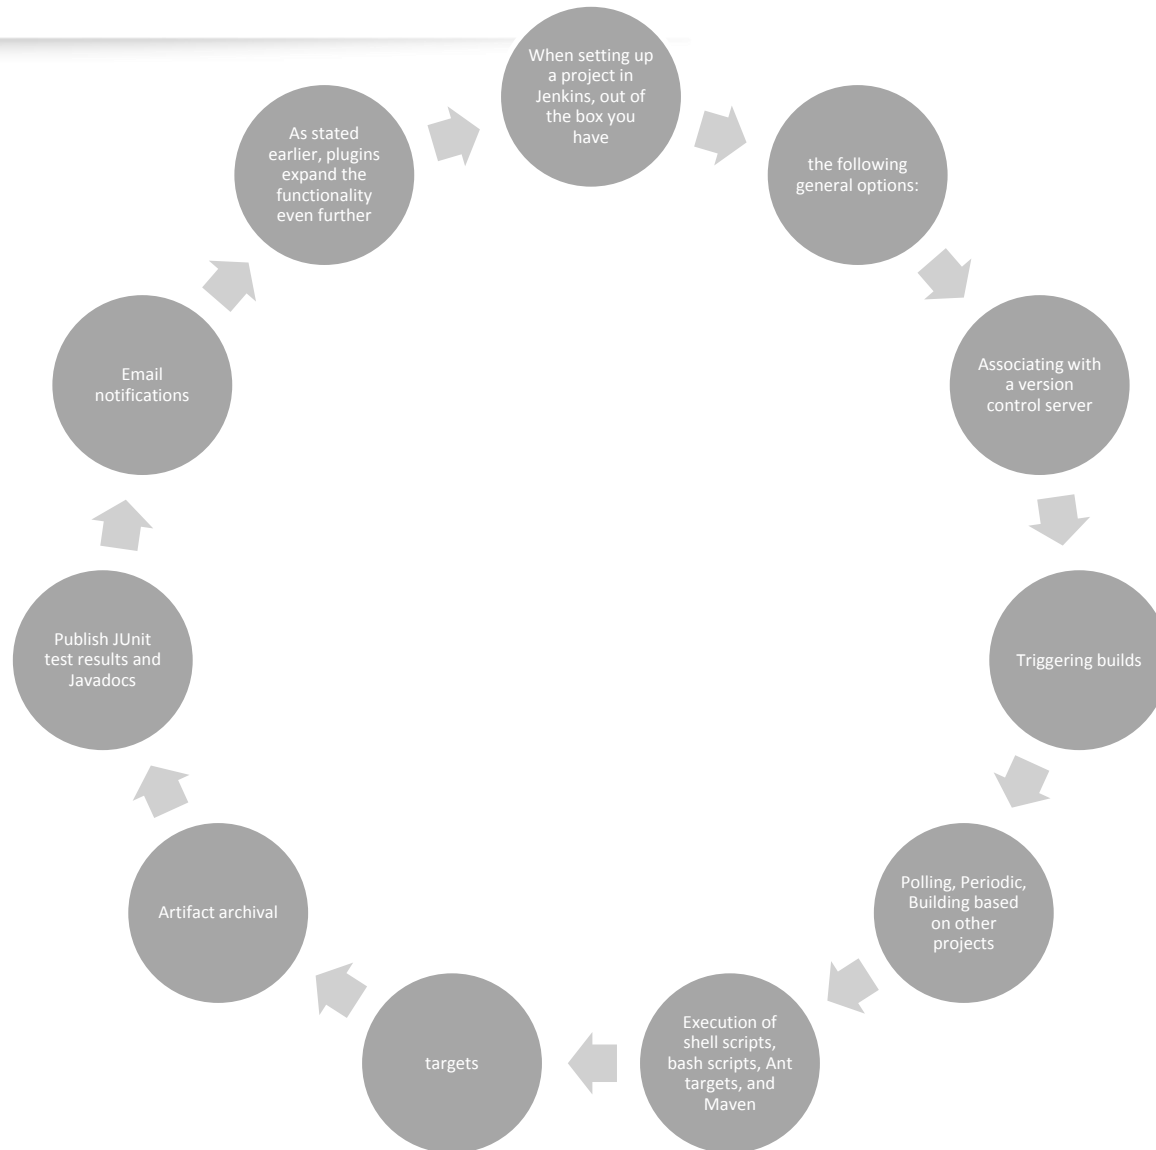 When setting up
a project in
Jenkins, out of
the box you
have
the following
general options:
Associating with
a version
control server
Triggering builds
Polling, Periodic,
Building based
on other
projects
Execution of
shell scripts,
bash scripts, Ant
targets, and
Maven
targets
Artifact archival
Publish JUnit
test results and
Javadocs
Email
notifications
As stated
earlier, plugins
expand the
functionality
even further